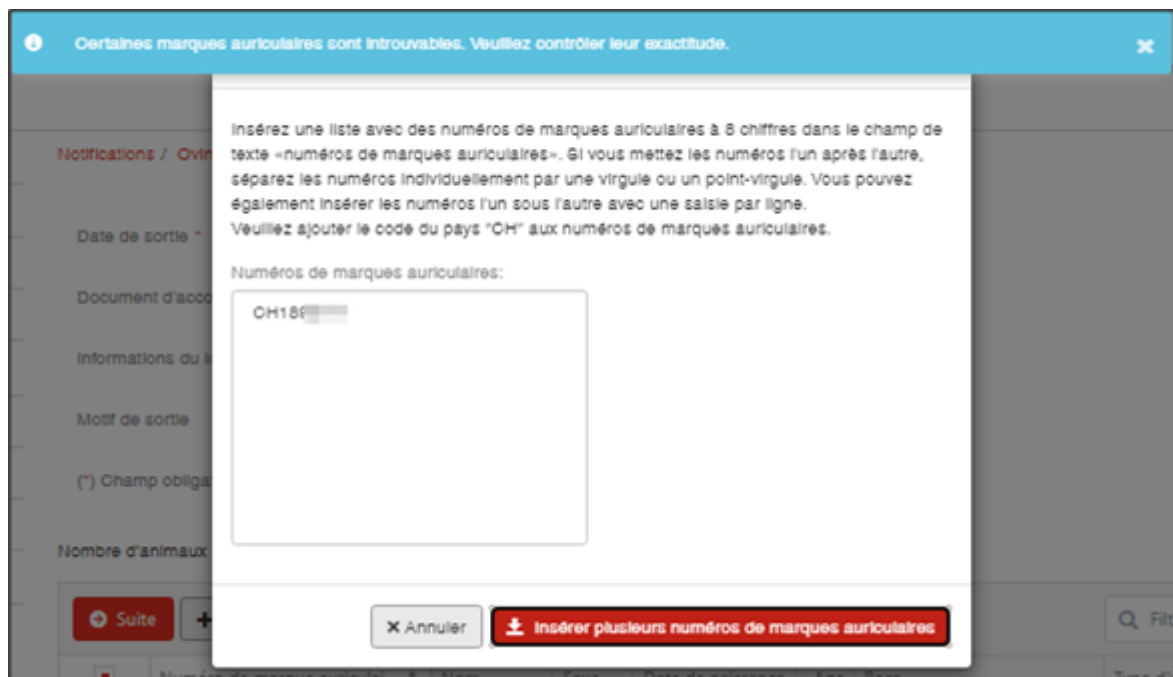 Certaines marques auriculaires sont introuvables. Veuillez contrôler leur exactitude.
Insérez une liste avec des numéros de marques auriculaires à 8 chiffres dans le champ de
texte «numéros de marques auriculaires». Si vous mettez les numéros l'un après l'autre,
séparez les numéros individuellement par une virgule ou un point-virgule. Vous pouvez
également insérer les numéros l'un sous l'autre avec une saisie par ligne.
Veuillez ajouter le code du pays "CH" aux numéros de marques auriculaires.
Numéros de marques auriculaires:
CH18
Notifications /
Date de sortie *
Document
Informations du
Motif de sortie
(*) Champ
Nombre d'animaux
Suite
Annuler
Insérer plusieurs numéros de marques auriculaires